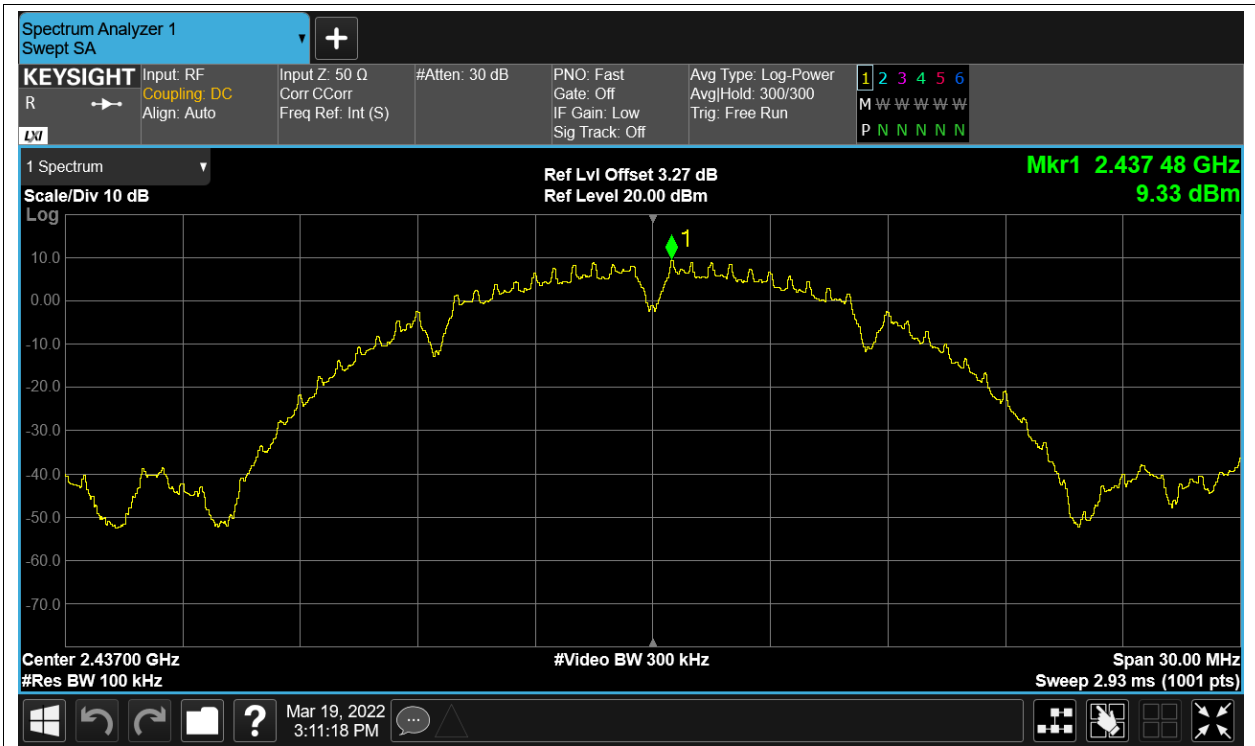 Spectrum Analyzer 1
Swept SA
KEYSIGHT
R
LXI
Input: RF
Coupling: DC
Align: Auto
Input Z: 50 Ω
Corr CCorr
Freq Ref: Int (S)
#Atten: 30 dB
PNO: Fast
Gate: Off
IF Gain: Low
Sig Track: Off
Avg Type: Log-Power
Avg|Hold: 300/300
Trig: Free Run
1 2 3 4 5 6
M W W W W W
P N N N N N
1 Spectrum
Scale/Div 10 dB
Log
Ref Lvl Offset 3.27 dB
Ref Level 20.00 dBm
Mkr1 2.437 48 GHz
9.33 dBm
1
10.0
0.00
-10.0
-20.0
-30.0
-40.0
-50.0
-60.0
-70.0
Center 2.43700 GHz
#Res BW 100 kHz
#Video BW 300 kHz
Span 30.00 MHz
Sweep 2.93 ms (1001 pts)
?
Mar 19, 2022
3:11:18 PM